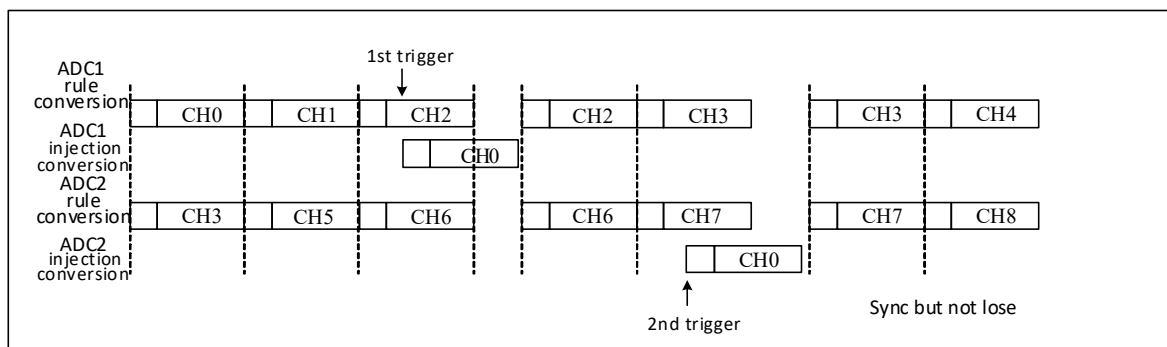 1st trigger
ADC1
rule
conversion
CH0 CH1 CH2 CH2 CH3 CH3 CH4
ADC1
injection
conversion
CH0
ADC2
rule
conversion
CH3 CH5 CH6 CH6 CH7 CH7 CH8
ADC2
injection
conversion
CH0
2nd trigger
Sync but not lose